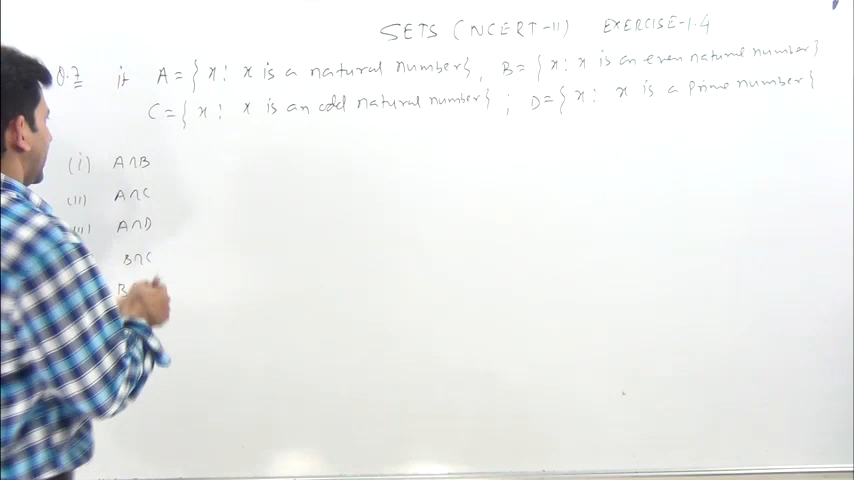 SETS (NCERT-11) EXERCISE-1.4
Q.7 if A = { x : x is a natural number}, B = { x : x is an even natural number}
C = { x : x is an odd natural number} ; D = { x : x is a prime number}
(i) A∩B
(ii) A∩C
A∩D
B∩C
B